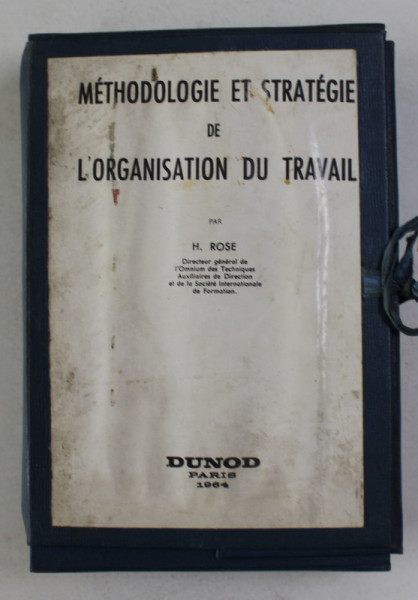 MÉTHODOLOGIE ET STRATÉGIE
DE
L'ORGANISATION DU TRAVAIL
PAR
H. ROSE
Directeur général de
l'Omnium des Techniques
Auxiliaires de Direction
et de la Société Internationale
de Formation.
DUNOD
PARIS
1964